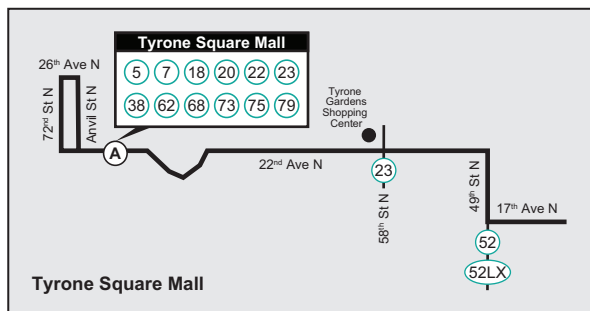 Tyrone Square Mall
5 7 18 20 22 23
38 62 68 73 75 79
26th Ave N
72nd St N
Anvil St N
A
Tyrone
Gardens
Shopping
Center
22nd Ave N
23
58th St N
49th St N
17th Ave N
52
52LX
Tyrone Square Mall